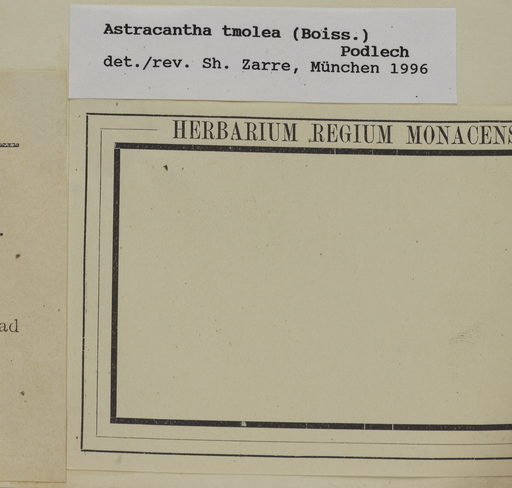 Astracantha tmolea (Boiss.)
Podlech
det./rev. Sh. Zarre, München 1996
HERBARIUM REGIUM MONACENS
ad